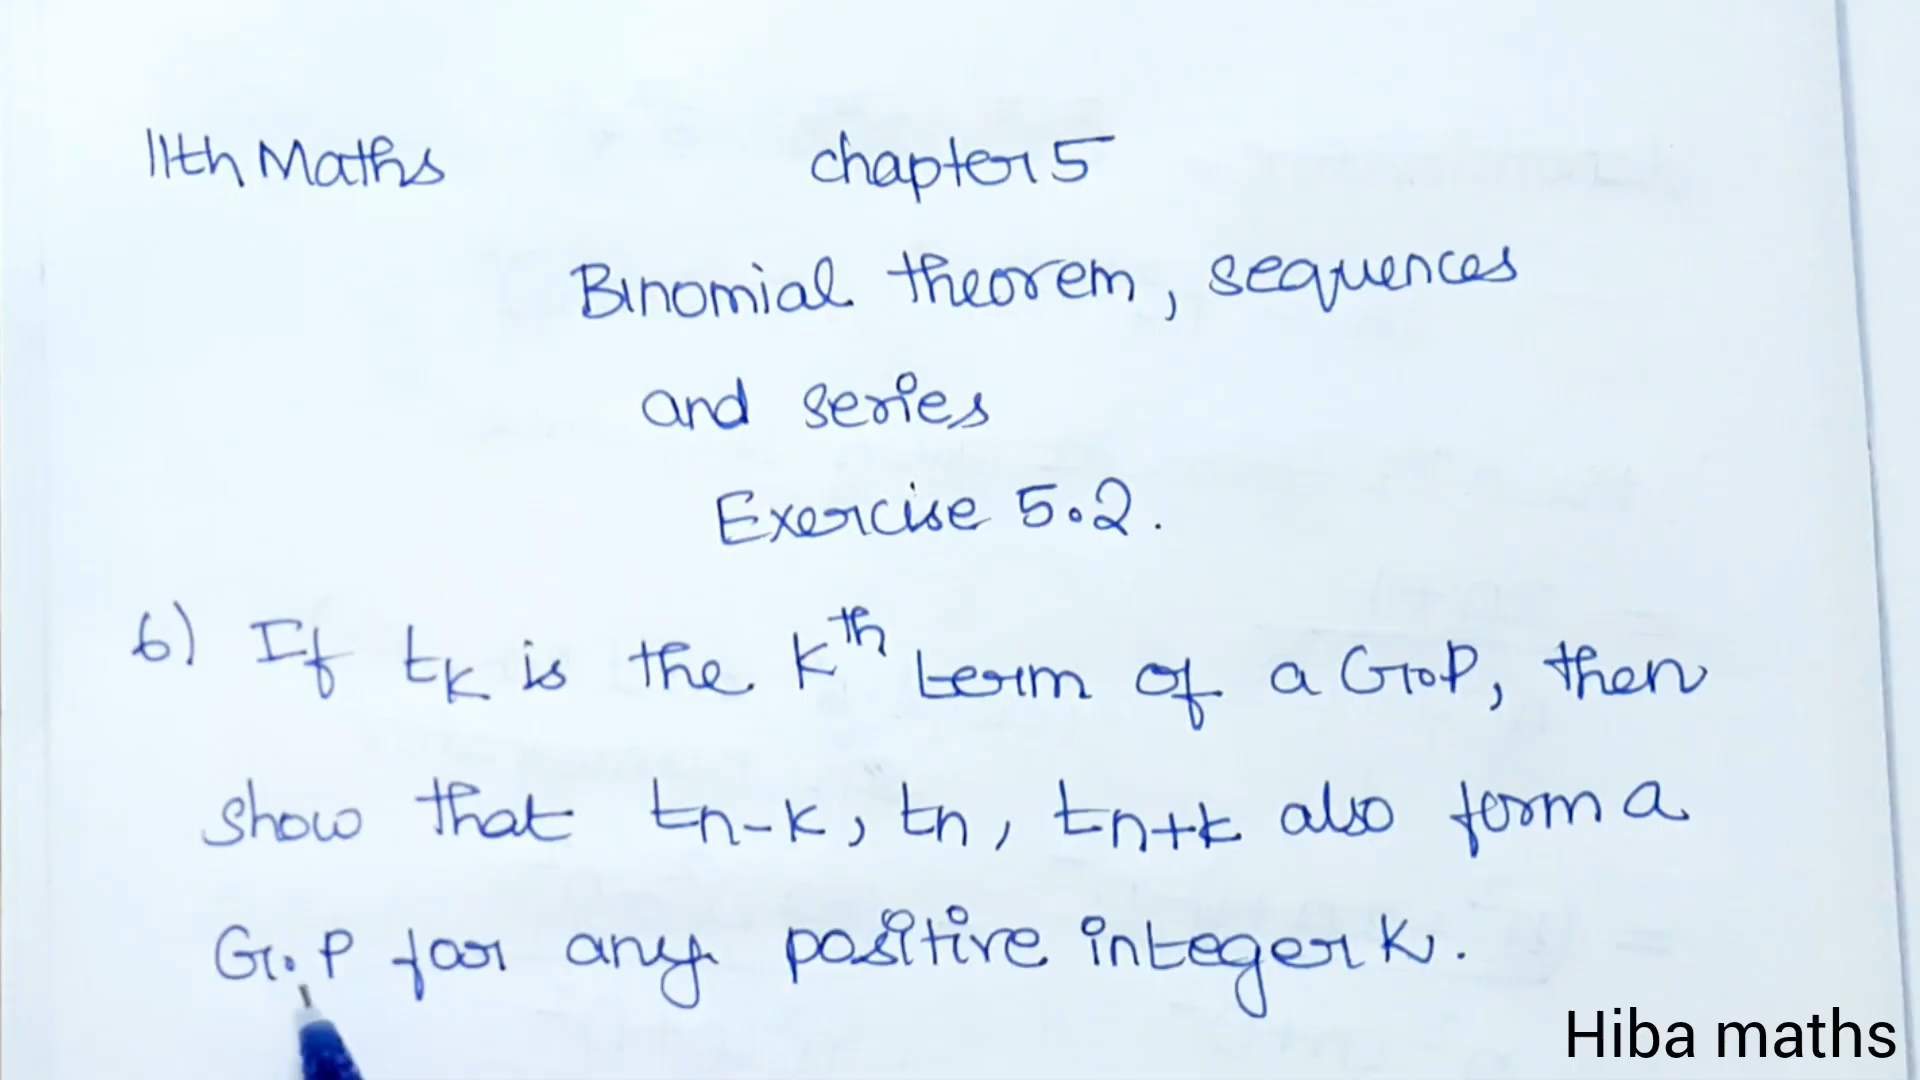 11th Maths chapter 5
Binomial theorem, sequences
and series
Exercise 5.2.
6) If tk is the kth term of a G.P, then
show that tn-k, tn, tn+k also form a
G.P for any positive integer k.
Hiba maths